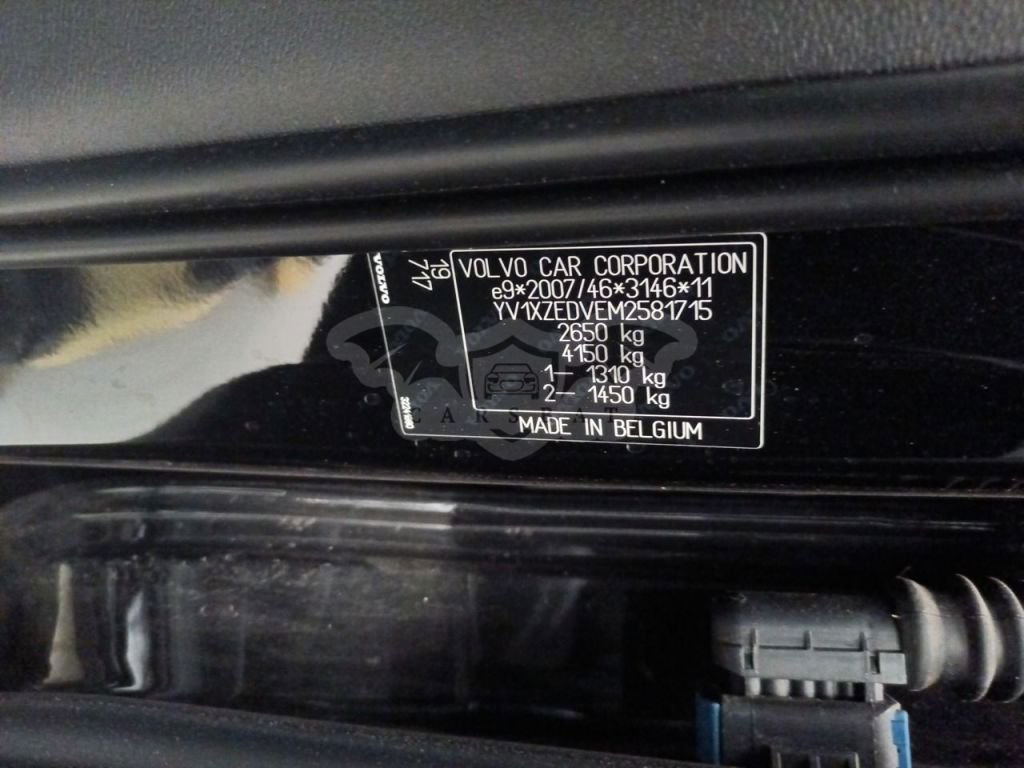 VOLVO CAR CORPORATION
e9*2007/46*3146*11
YV1XZEDVEM2581715
2650 kg
4150 kg
1— 1310 kg
2— 1450 kg
MADE IN BELGIUM
VOLVO
19
717
CARSEAT